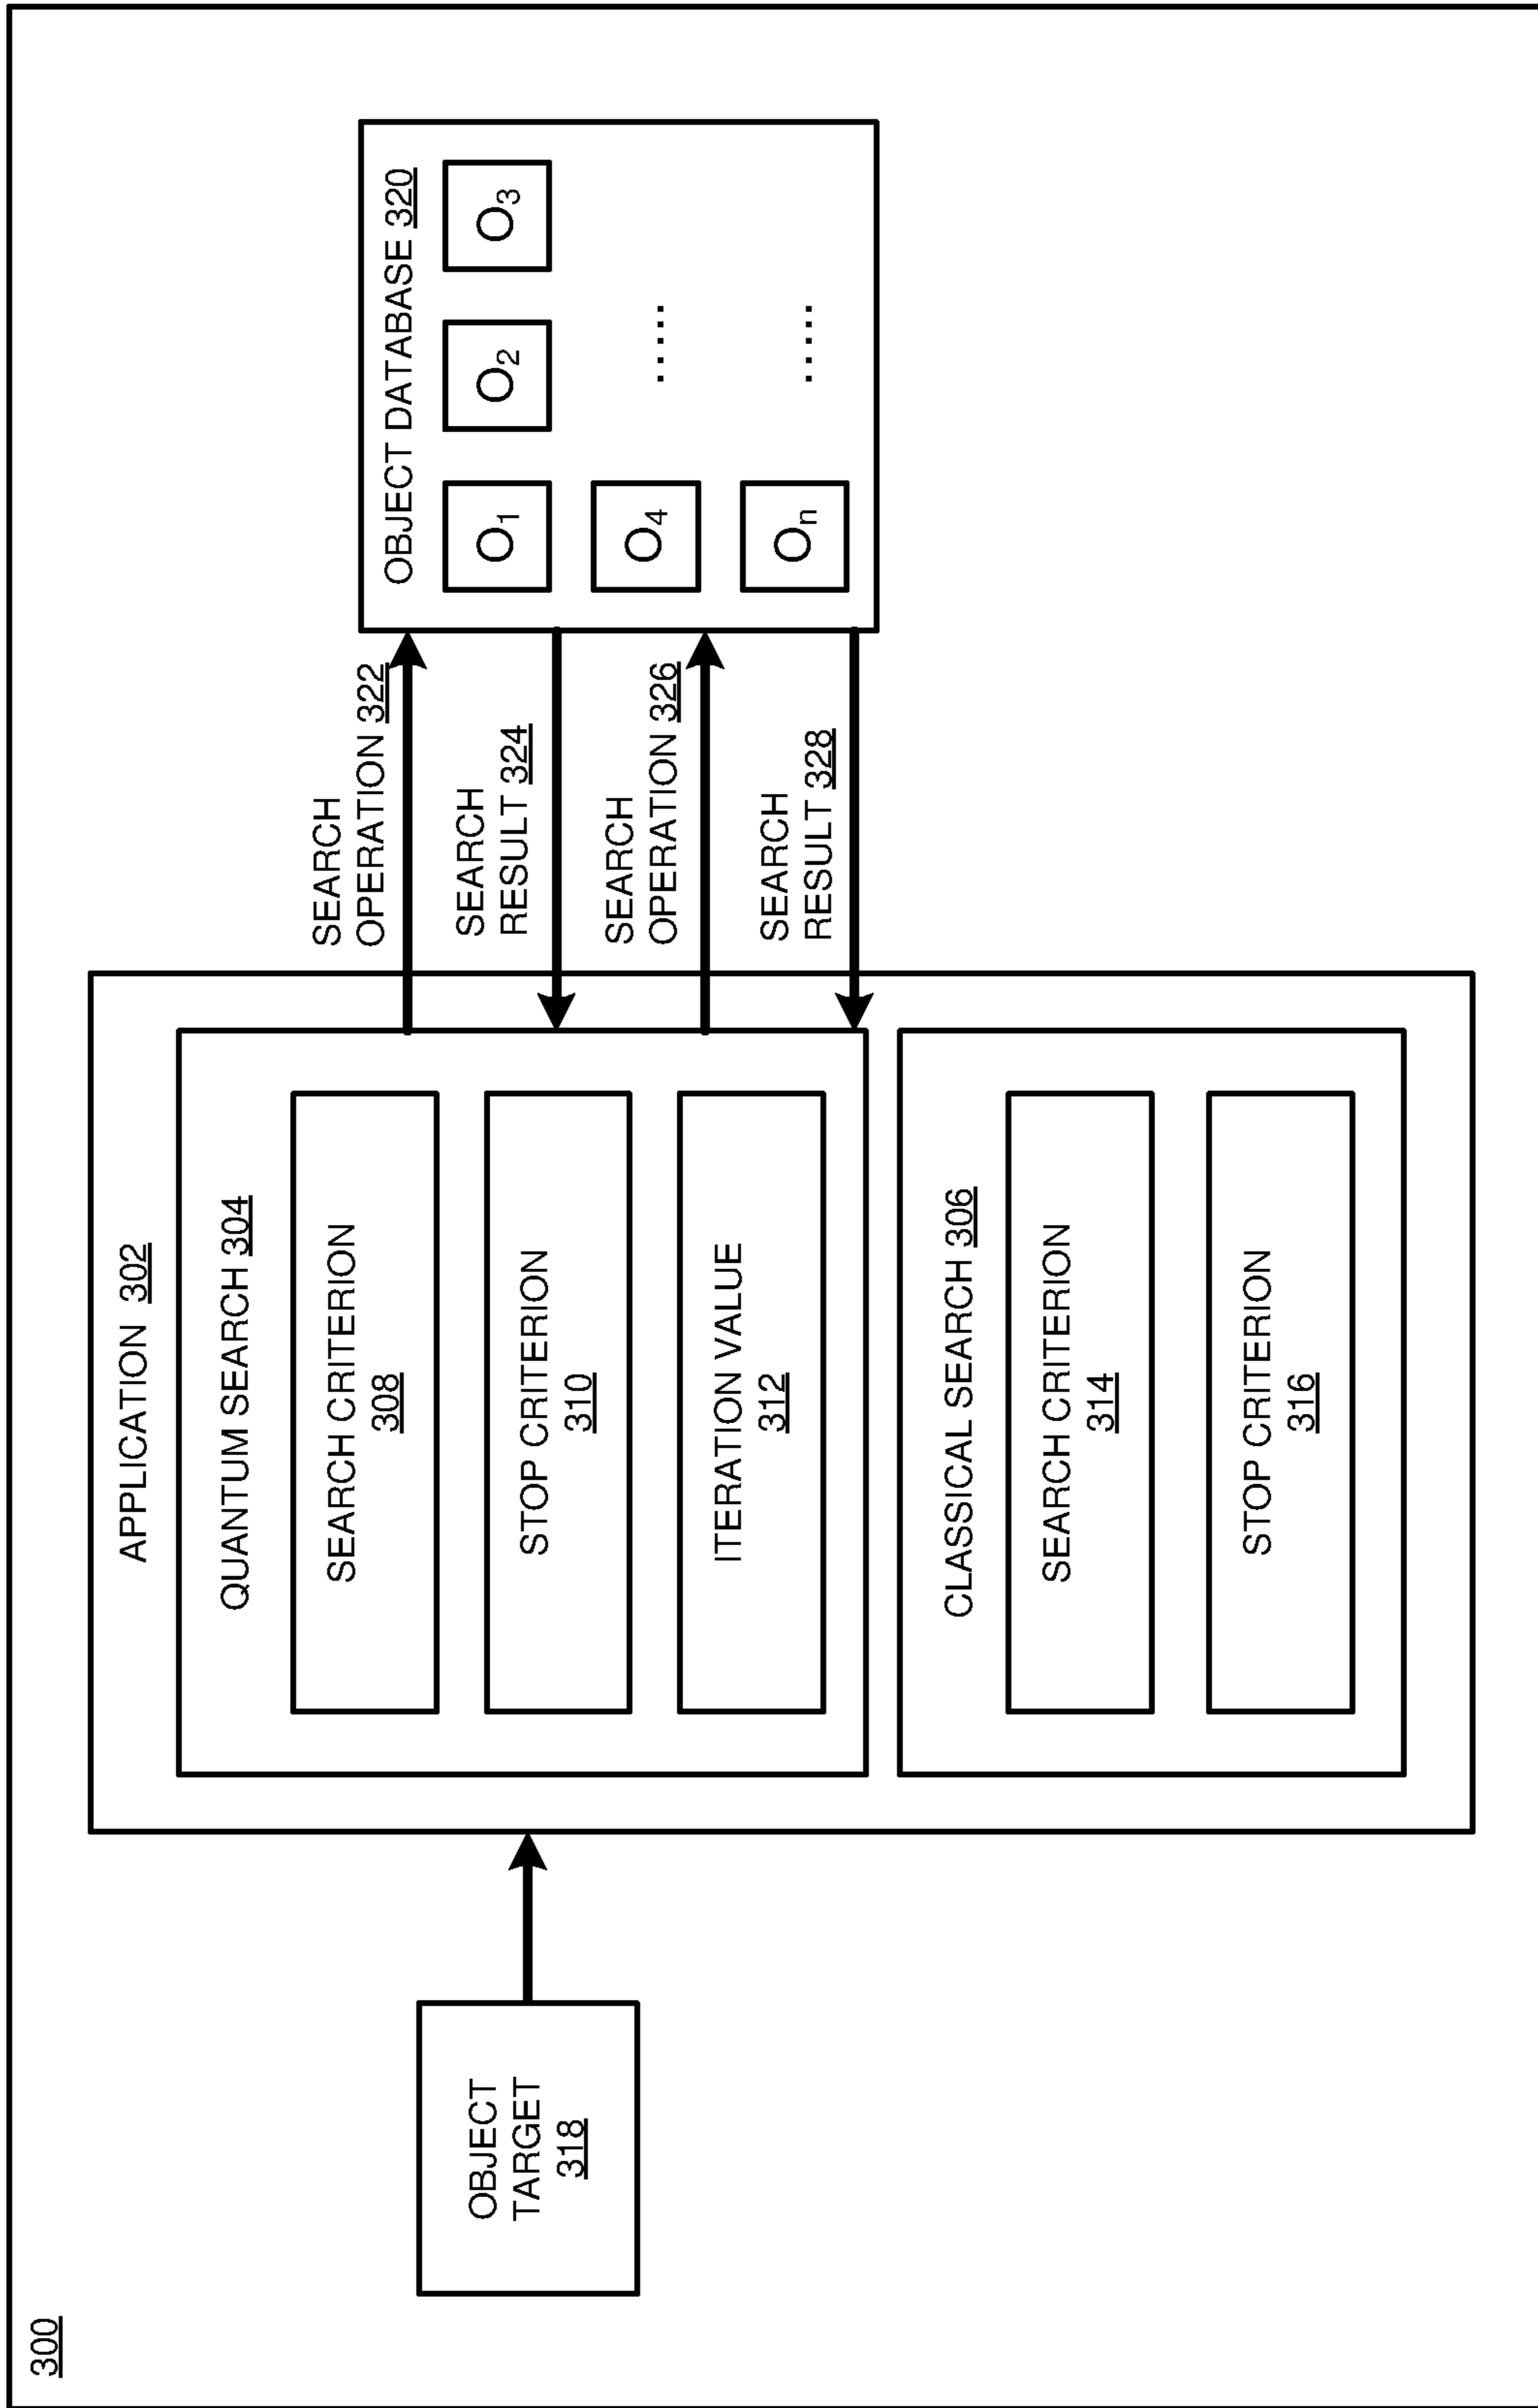 300
OBJECT
TARGET
318
APPLICATION 302
QUANTUM SEARCH 304
SEARCH CRITERION
308
STOP CRITERION
310
ITERATION VALUE
312
CLASSICAL SEARCH 306
SEARCH CRITERION
314
STOP CRITERION
316
SEARCH
OPERATION 322
SEARCH
RESULT 324
SEARCH
OPERATION 326
SEARCH
RESULT 328
OBJECT DATABASE 320
O1
O2
O3
O4
.....
On
.....